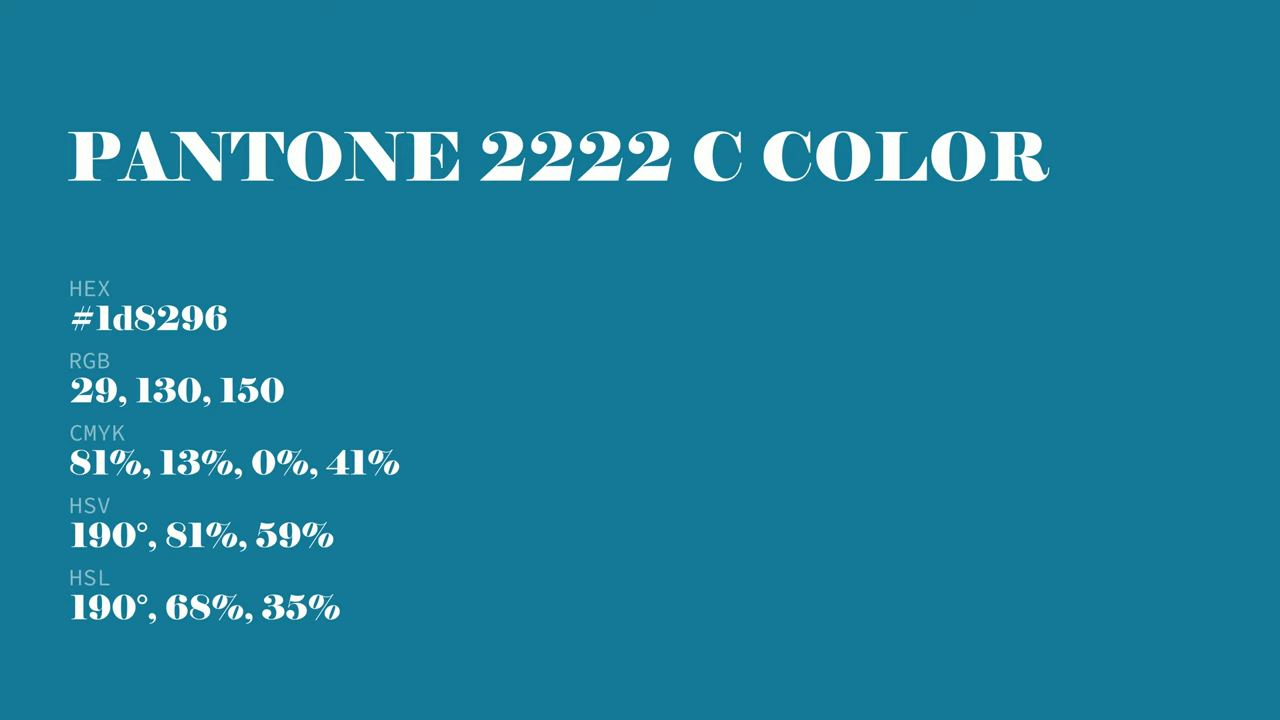 PANTONE 2222 C COLOR
HEX
#1d8296
RGB
29, 130, 150
CMYK
81%, 13%, 0%, 41%
HSV
190°, 81%, 59%
HSL
190°, 68%, 35%